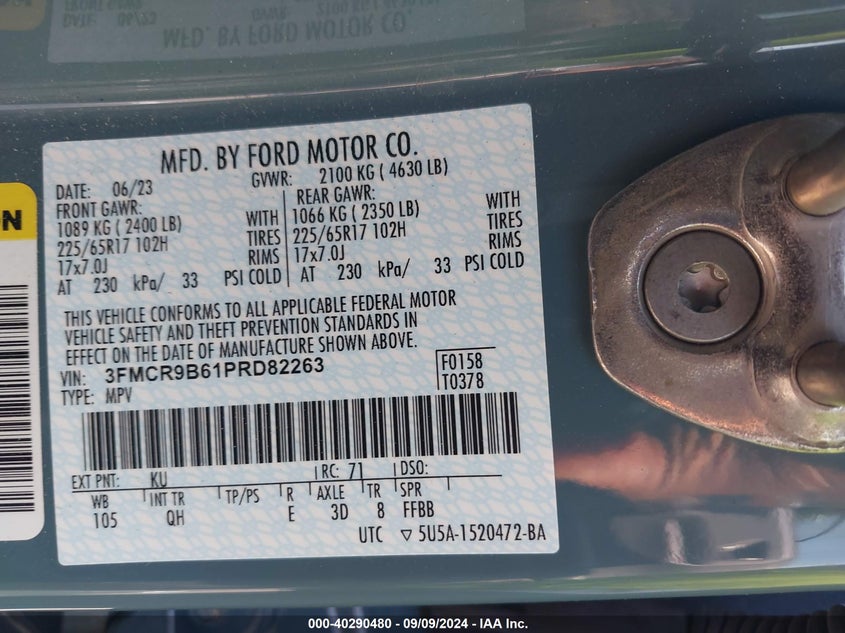 MFD. BY FORD MOTOR CO.
DATE: 06/23 GVWR: 2100 KG ( 4630 LB)
FRONT GAWR: REAR GAWR:
1089 KG ( 2400 LB) WITH 1066 KG ( 2350 LB) WITH
225/65R17 102H TIRES 225/65R17 102H TIRES
17x7.0J RIMS 17x7.0J RIMS
AT 230 kPa/ 33 PSI COLD AT 230 kPa/ 33 PSI COLD
THIS VEHICLE CONFORMS TO ALL APPLICABLE FEDERAL MOTOR
VEHICLE SAFETY AND THEFT PREVENTION STANDARDS IN
EFFECT ON THE DATE OF MANUFACTURE SHOWN ABOVE.
VIN: 3FMCR9B61PRD82263 F0158
TYPE: MPV T0378
EXT PNT: KU RC: 71 DSO:
WB INT TR TP/PS R AXLE TR SPR
105 QH E 3D 8 FFBB
UTC ▽ 5U5A-1520472-BA
000-40290480 - 09/09/2024 - IAA Inc.